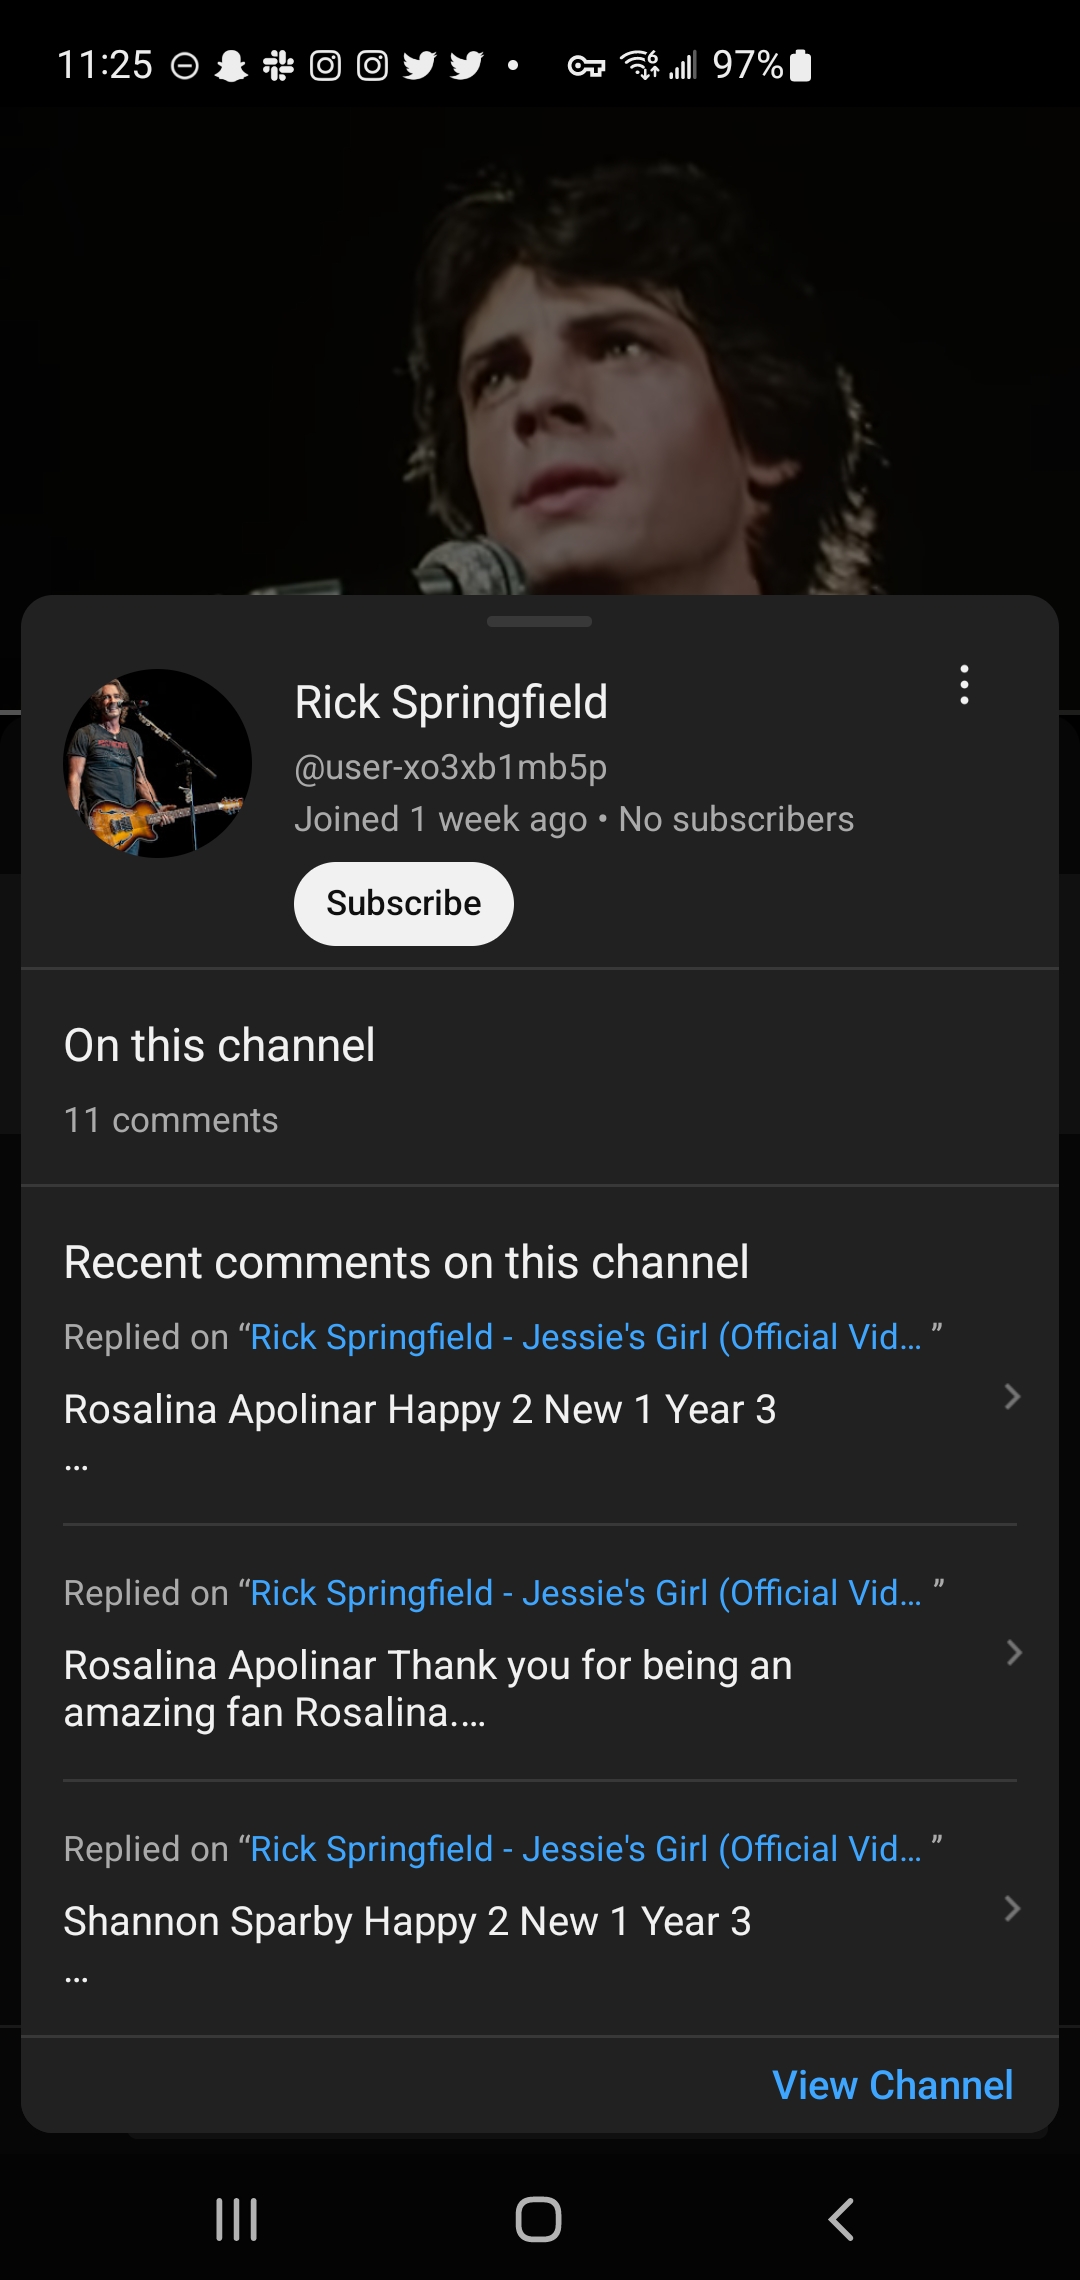 11:25 97%
Rick Springfield
@user-xo3xb1mb5p
Joined 1 week ago • No subscribers
Subscribe
On this channel
11 comments
Recent comments on this channel
Replied on “Rick Springfield - Jessie's Girl (Official Vid... ”
Rosalina Apolinar Happy 2 New 1 Year 3
...
Replied on “Rick Springfield - Jessie's Girl (Official Vid... ”
Rosalina Apolinar Thank you for being an
amazing fan Rosalina....
Replied on “Rick Springfield - Jessie's Girl (Official Vid... ”
Shannon Sparby Happy 2 New 1 Year 3
...
View Channel